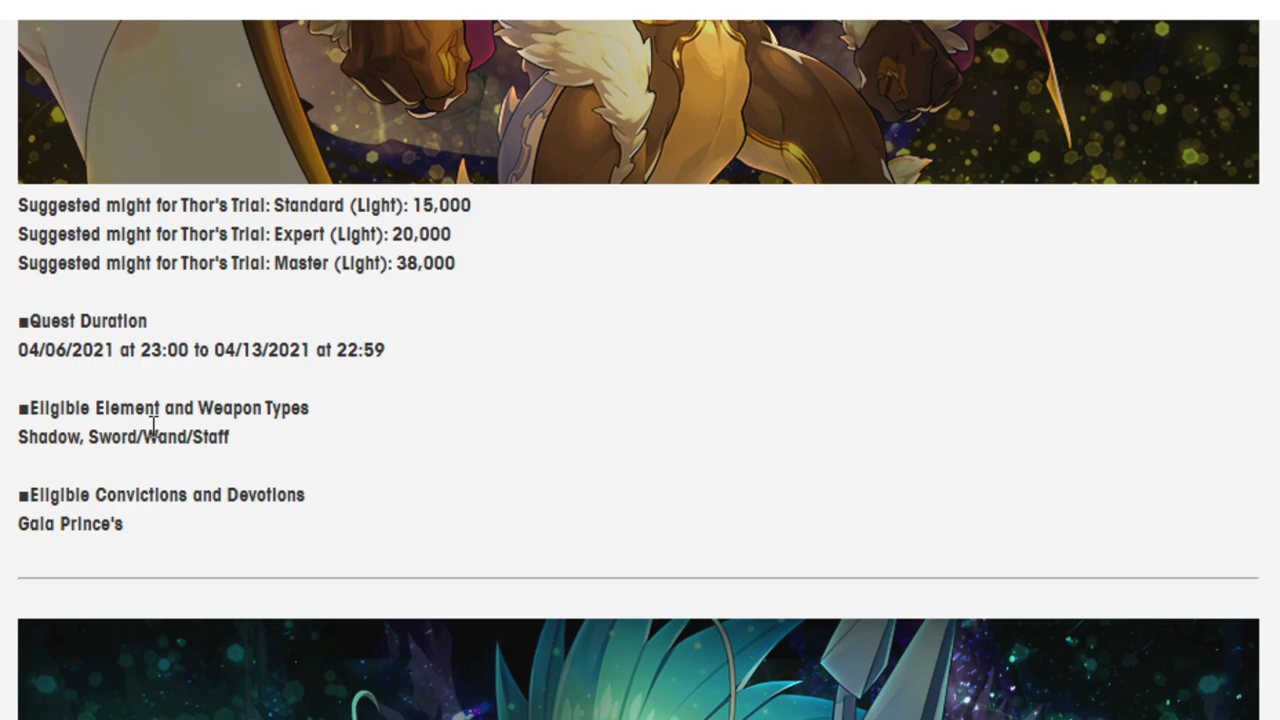 Suggested might for Thor's Trial: Standard (Light): 15,000
Suggested might for Thor's Trial: Expert (Light): 20,000
Suggested might for Thor's Trial: Master (Light): 38,000
■Quest Duration
04/06/2021 at 23:00 to 04/13/2021 at 22:59
■Eligible Element and Weapon Types
Shadow, Sword/Wand/Staff
■Eligible Convictions and Devotions
Gala Prince's